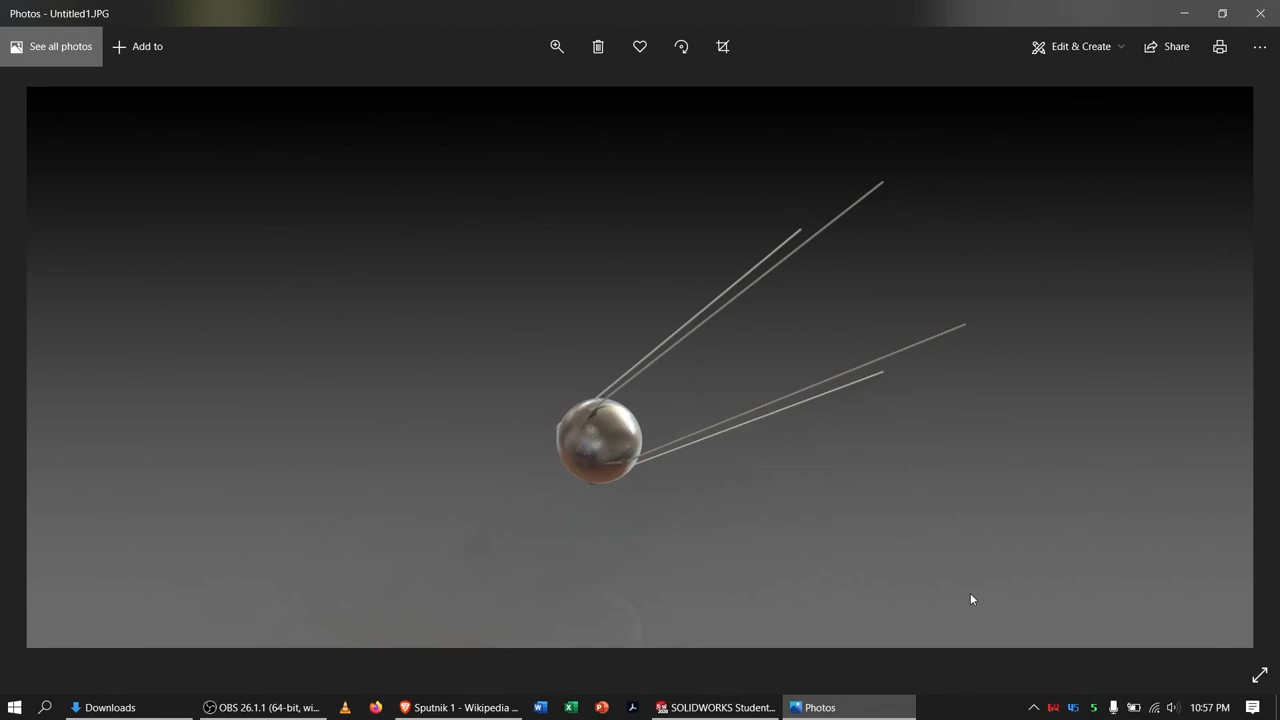 Photos - Untitled1.JPG
See all photos
Add to
Edit & Create
Share
Downloads
OBS 26.1.1 (64-bit, wi...
Sputnik 1 - Wikipedia ...
SOLIDWORKS Student...
Photos
10:57 PM